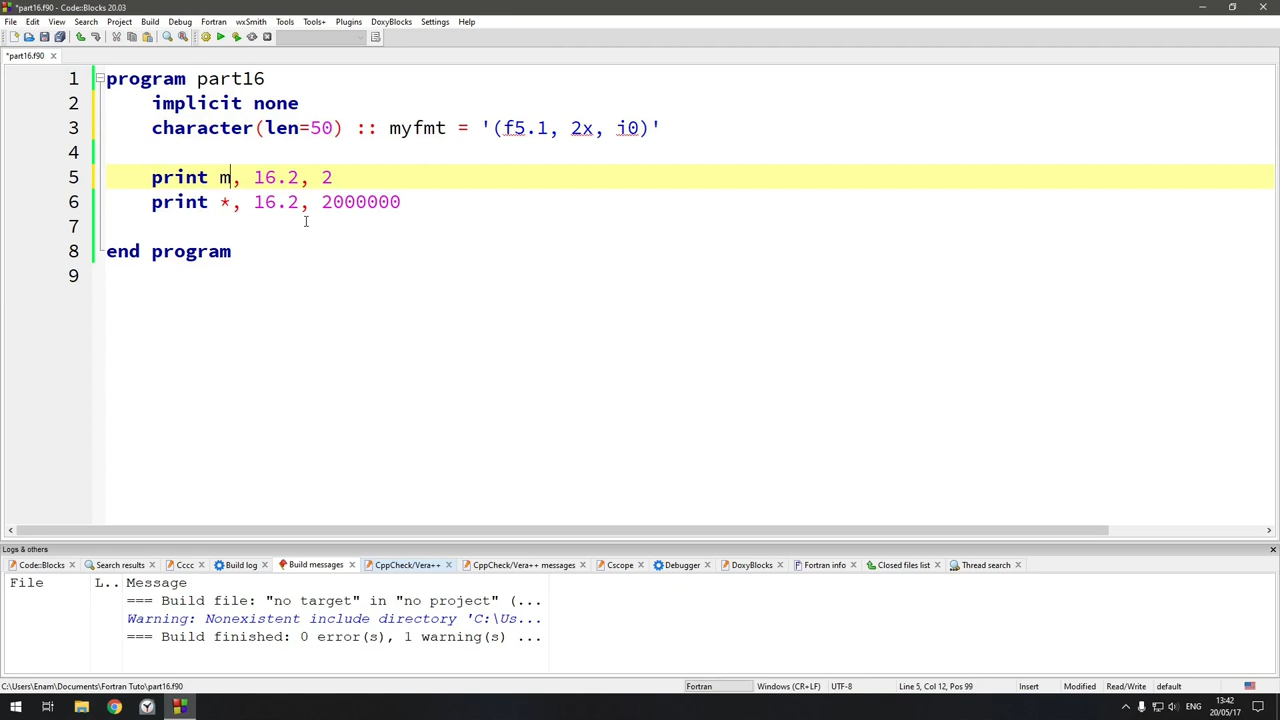 *part16.f90 - Code::Blocks 20.03
File Edit View Search Project Build Debug Fortran wxSmith Tools Tools+ Plugins DoxyBlocks Settings Help
*part16.f90
1 program part16
2 implicit none
3 character(len=50) :: myfmt = '(f5.1, 2x, i0)'
4
5 print m, 16.2, 2
6 print *, 16.2, 2000000
7
8 end program
9
Logs & others
Code::Blocks Search results Cccc Build log Build messages CppCheck/Vera++ CppCheck/Vera++ messages Cscope Debugger DoxyBlocks Fortran info Closed files list Thread search
File L.. Message
=== Build file: "no target" in "no project" (...
Warning: Nonexistent include directory 'C:\Us...
=== Build finished: 0 error(s), 1 warning(s) ...
C:\Users\Enam\Documents\Fortran Tuto\part16.f90 Fortran Windows (CR+LF) UTF-8 Line 5, Col 12, Pos 99 Insert Modified Read/Write default
ENG 13:42
20/05/17